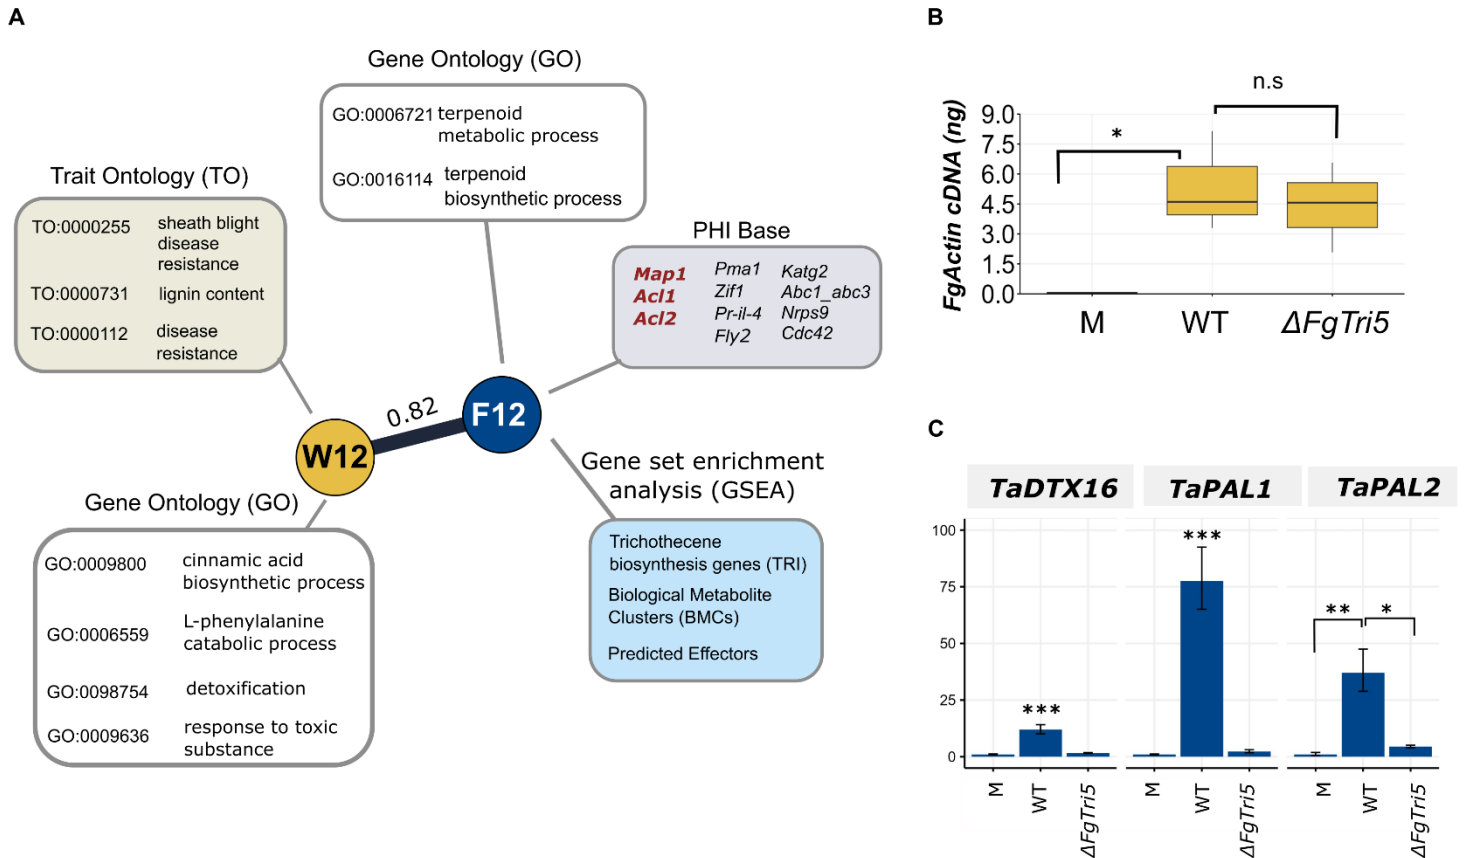 A
Gene Ontology (GO)
GO:0006721 terpenoid
metabolic process
GO:0016114 terpenoid
biosynthetic process
Trait Ontology (TO)
TO:0000255 sheath blight
disease
resistance
TO:0000731 lignin content
TO:0000112 disease
resistance
PHI Base
Map1 Pma1 Katg2
Acl1 Zif1 Abc1_abc3
Acl2 Pr-il-4 Nrps9
Fly2 Cdc42
0.82
F12
W12
Gene Ontology (GO)
GO:0009800 cinnamic acid
biosynthetic process
GO:0006559 L-phenylalanine
catabolic process
GO:0098754 detoxification
GO:0009636 response to toxic
substance
Gene set enrichment
analysis (GSEA)
Trichothecene
biosynthesis genes (TRI)
Biological Metabolite
Clusters (BMCs)
Predicted Effectors
B
n.s
*
FgActin cDNA (ng)
9.0
7.5
6.0
4.5
3.0
1.5
0.0
M WT ΔFgTri5
C
TaDTX16 TaPAL1 TaPAL2
100
75
50
25
0
*** *** ** *
M WT ΔFgTri5 M WT ΔFgTri5 M WT ΔFgTri5